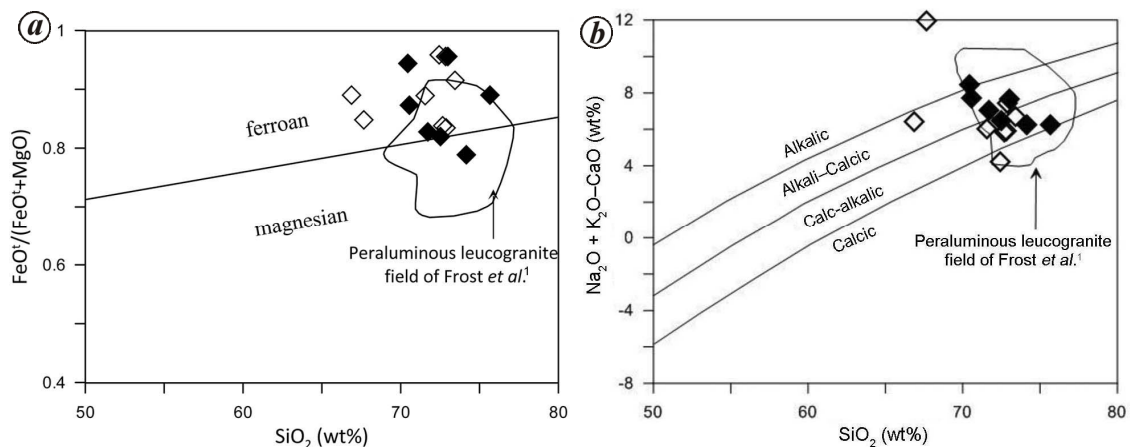 a
1
0.8
0.6
0.4
FeOᵗ/(FeOᵗ+MgO)
ferroan
magnesian
Peraluminous leucogranite
field of Frost et al.¹
50
60
70
80
SiO₂ (wt%)
b
12
8
4
0
-4
-8
Na₂O + K₂O–CaO (wt%)
Alkalic
Alkali–Calcic
Calc-alkalic
Calcic
Peraluminous leucogranite
field of Frost et al.¹
50
60
70
80
SiO₂ (wt%)